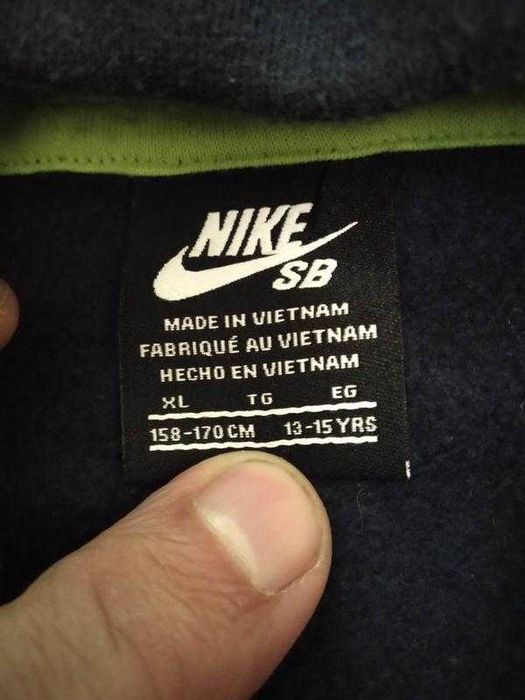 NIKE
SB
MADE IN VIETNAM
FABRIQUÉ AU VIETNAM
HECHO EN VIETNAM
XL TG EG
158-170 CM 13-15 YRS